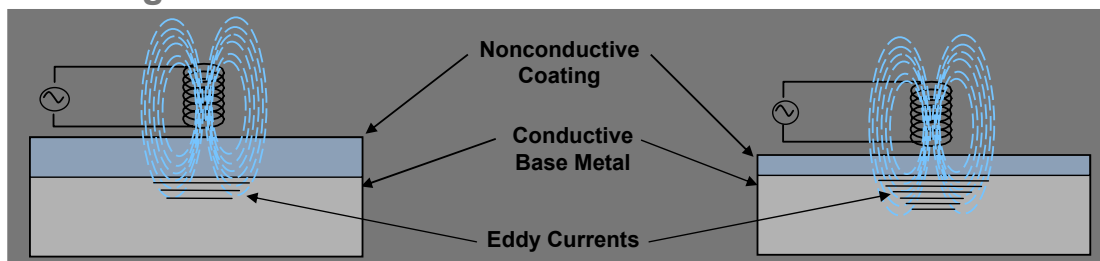 Nonconductive
Coating
Conductive
Base Metal
Eddy Currents